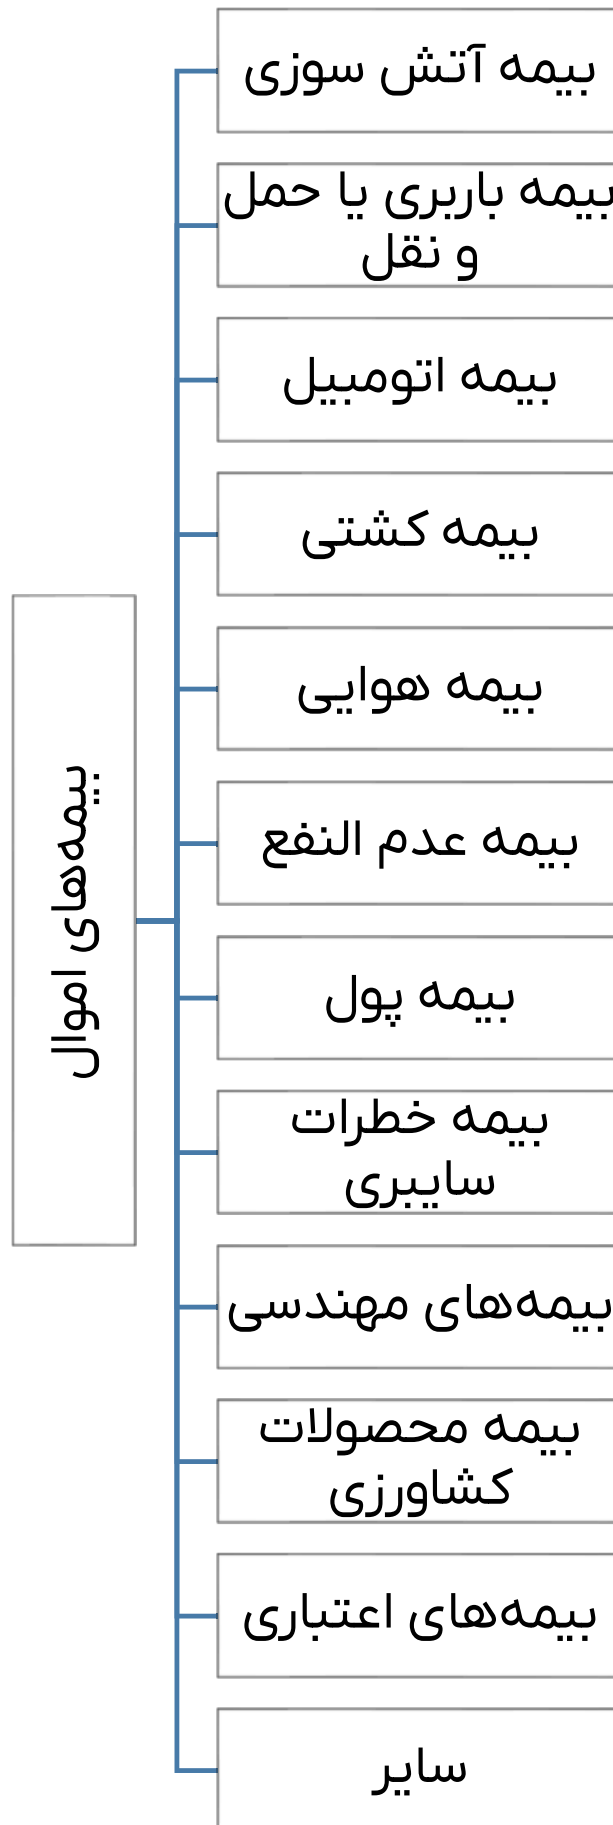 بیمه آتش سوزی
بیمه باربری یا حمل
و نقل
بیمه اتومبیل
بیمه کشتی
بیمه هوایی
بیمه عدم النفع
بیمه پول
بیمه خطرات
سایبری
بیمه‌های مهندسی
بیمه محصولات
کشاورزی
بیمه‌های اعتباری
سایر
بیمه‌های اموال